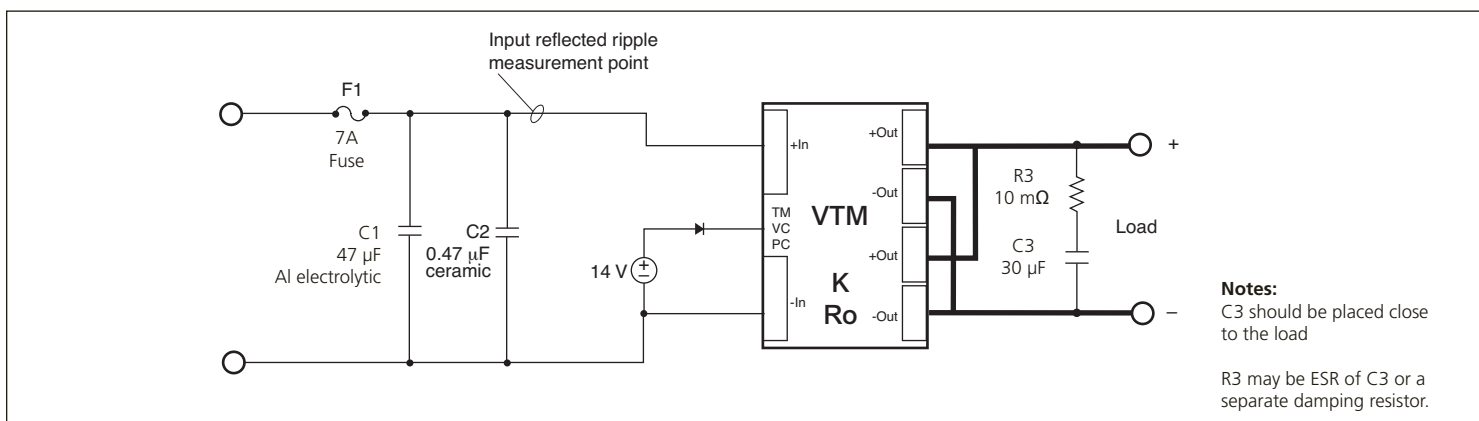 Input reflected ripple
measurement point
F1
7A
Fuse
C1
47 µF
Al electrolytic
C2
0.47 µF
ceramic
14 V
+
−
+In
TM
VC
PC
-In
VTM
K
Ro
+Out
-Out
+Out
-Out
R3
10 mΩ
C3
30 µF
+
Load
−
Notes:
C3 should be placed close
to the load
R3 may be ESR of C3 or a
separate damping resistor.